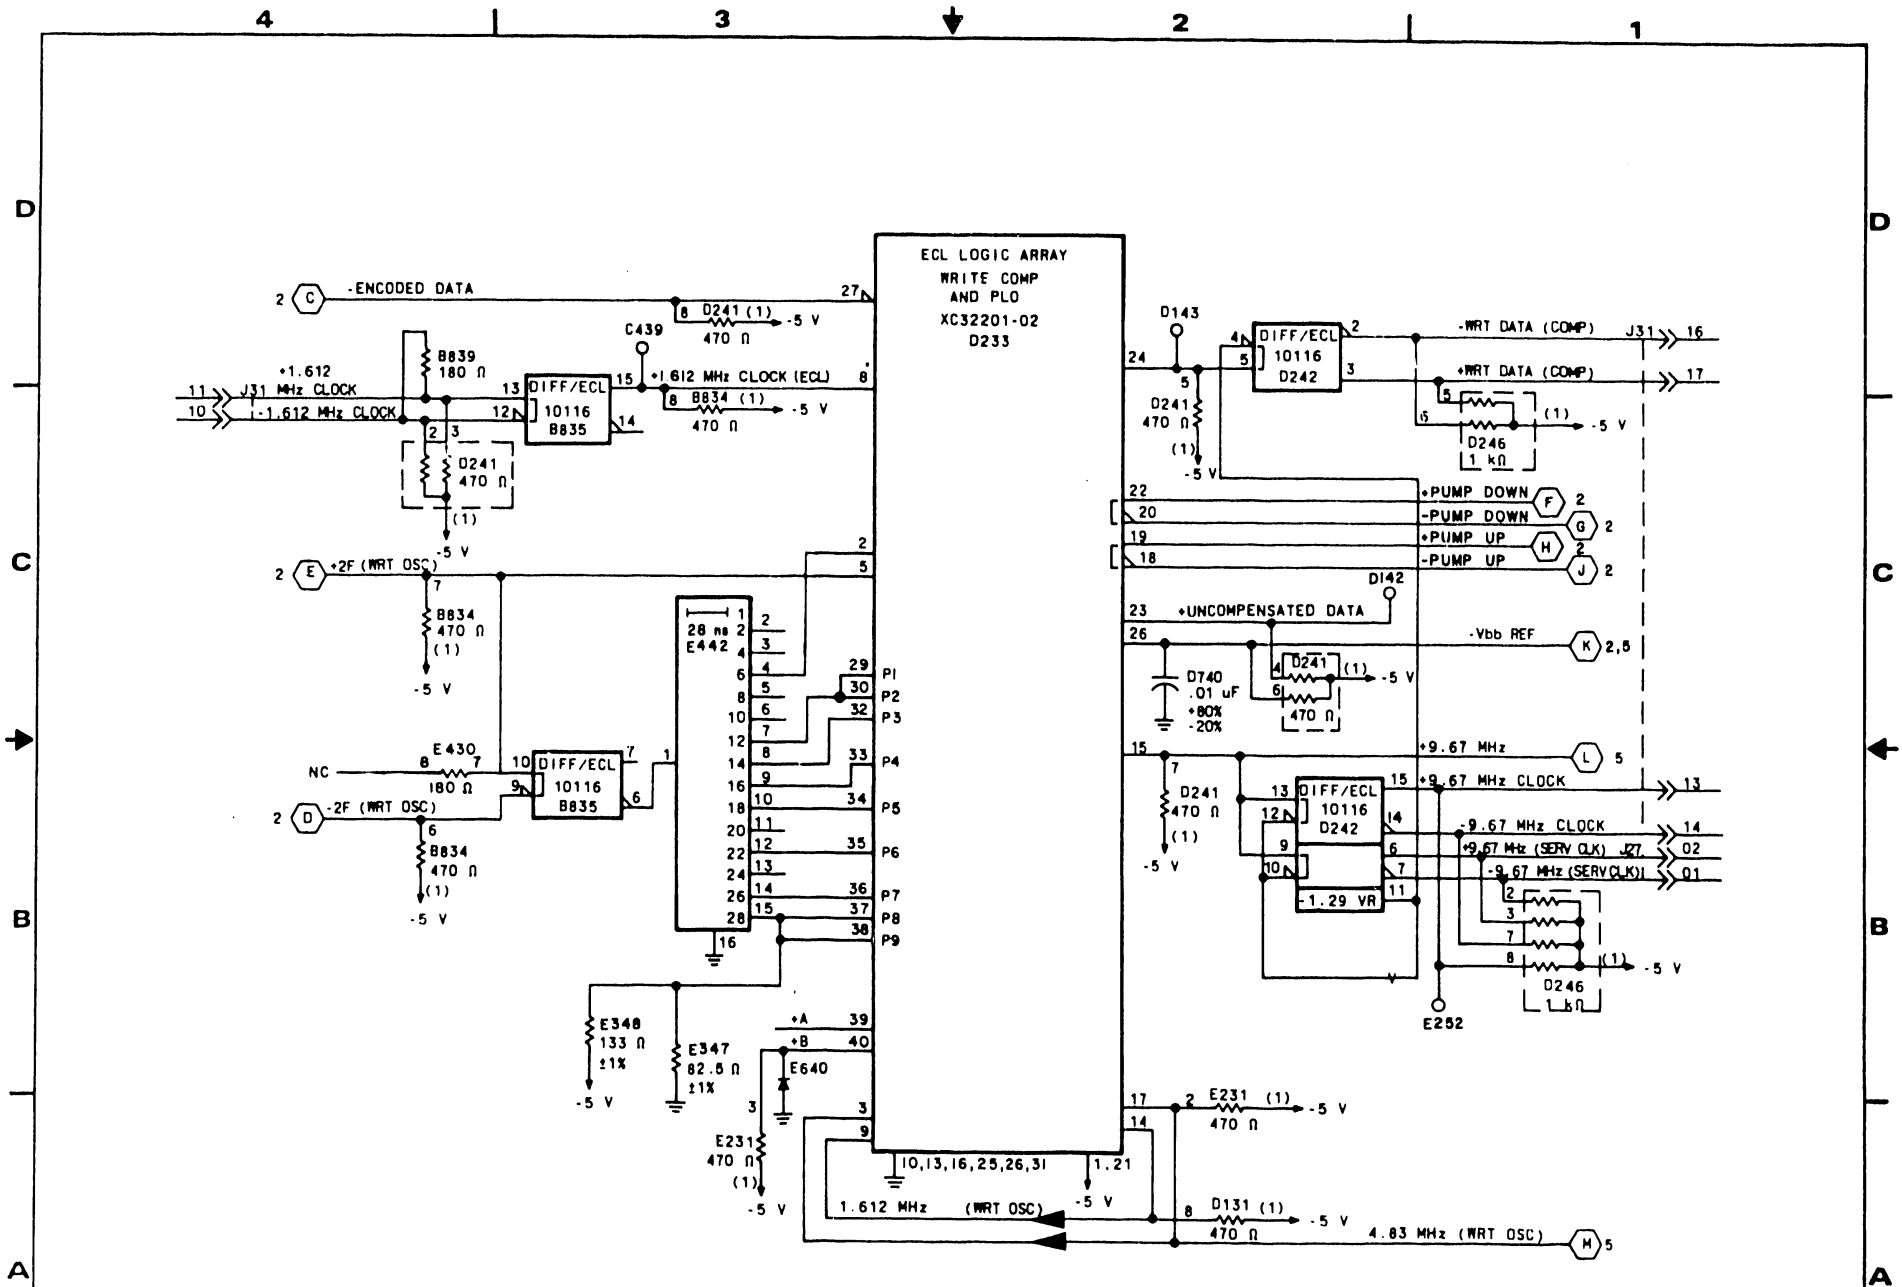 4 3 2 1
D D
ECL LOGIC ARRAY
WRITE COMP
AND PLO
XC32201-02
D233
2 C -ENCODED DATA 27
8 D241 (1) -5 V
470 Ω
C439
B839
180 Ω
11 J31 +1.612
MHz CLOCK
10 -1.612 MHz CLOCK
13 DIFF/ECL 15
12 10116
B835 14
+1.612 MHz CLOCK (ECL) 8
8 B834 (1) -5 V
470 Ω
2 3
D241
470 Ω
(1)
-5 V
D143
24 5
D241
470 Ω
(1)
-5 V
4 DIFF/ECL 2
5 10116 3
D242
-WRT DATA (COMP) J31 16
+WRT DATA (COMP) 17
5
6
D246
1 kΩ
(1) -5 V
22 +PUMP DOWN F 2
20 -PUMP DOWN G 2
19 +PUMP UP H 2
18 -PUMP UP J 2
C C
2
2 E +2F (WRT OSC) 5
7
B834
470 Ω
(1)
-5 V
D142
23 +UNCOMPENSATED DATA
26 -Vbb REF K 2,5
D740
.01 uF
+80%
-20%
4 D241 (1) -5 V
6
470 Ω
28 ns
E442
1
2 2
4 3
6 4
8 5
10 6
12 7
14 8
16 9
18 10
20 11
22 12
24 13
26 14
28 15
16
29 P1
30 P2
32 P3
33 P4
34 P5
35 P6
36 P7
37 P8
38 P9
NC 8 E430 7
180 Ω
10 DIFF/ECL 7
9 10116
B835 6
1
2 D -2F (WRT OSC)
6
B834
470 Ω
(1)
-5 V
15 +9.67 MHz L 5
7
D241
470 Ω
(1)
-5 V
13 DIFF/ECL 15
12 10116
D242 14
9 6
10 7
-1.29 VR 11
+9.67 MHz CLOCK 13
-9.67 MHz CLOCK 14
+9.67 MHz (SERV CLK) J27 02
-9.67 MHz (SERV CLK) 01
2
3
7
8
(1) -5 V
D246
1 kΩ
E252
B B
E348
133 Ω
±1%
-5 V
E347
82.5 Ω
±1%
+A 39
+B 40
E640
3
E231
470 Ω
(1)
-5 V
3
9
10,13,16,25,26,31
1.21
-5 V
17 2 E231 (1) -5 V
470 Ω
14
1.612 MHz (WRT OSC)
8 D131 (1) -5 V
470 Ω
4.83 MHz (WRT OSC) M 5
A A